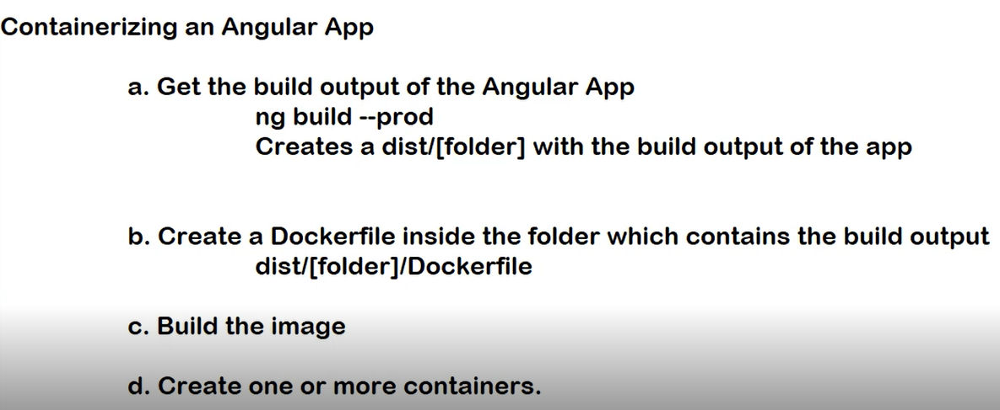 Containerizing an Angular App
a. Get the build output of the Angular App
ng build --prod
Creates a dist/[folder] with the build output of the app
b. Create a Dockerfile inside the folder which contains the build output
dist/[folder]/Dockerfile
c. Build the image
d. Create one or more containers.